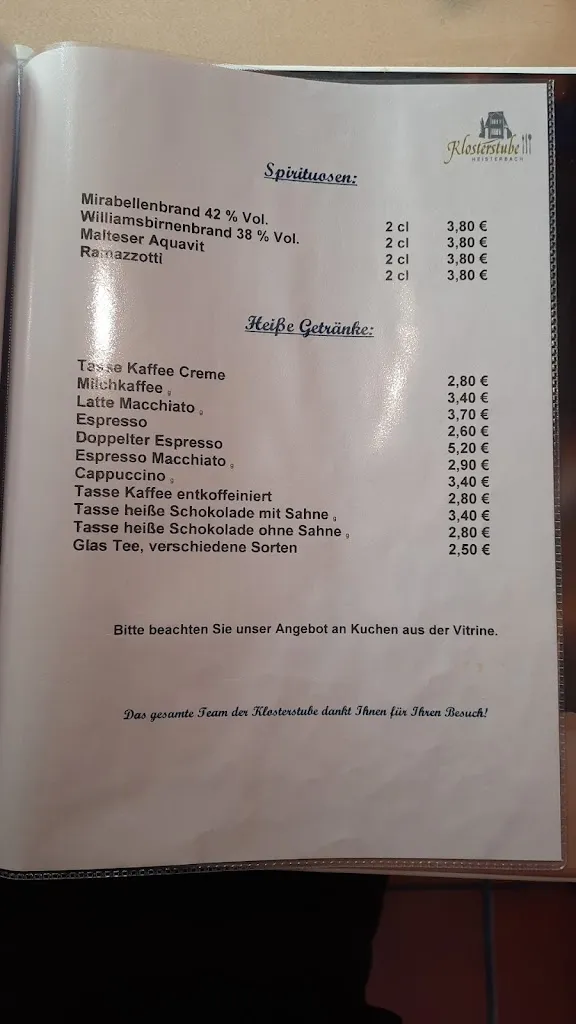 Klosterstube
HEISTERBACH
Spirituosen:
Mirabellenbrand 42 % Vol. 2 cl 3,80 €
Williamsbirnenbrand 38 % Vol. 2 cl 3,80 €
Malteser Aquavit 2 cl 3,80 €
Ramazzotti 2 cl 3,80 €
Heiße Getränke:
Tasse Kaffee Creme 2,80 €
Milchkaffee g 3,40 €
Latte Macchiato g 3,70 €
Espresso 2,60 €
Doppelter Espresso 5,20 €
Espresso Macchiato g 2,90 €
Cappuccino g 3,40 €
Tasse Kaffee entkoffeiniert 2,80 €
Tasse heiße Schokolade mit Sahne g 3,40 €
Tasse heiße Schokolade ohne Sahne g 2,80 €
Glas Tee, verschiedene Sorten 2,50 €
Bitte beachten Sie unser Angebot an Kuchen aus der Vitrine.
Das gesamte Team der Klosterstube dankt Ihnen für Ihren Besuch!